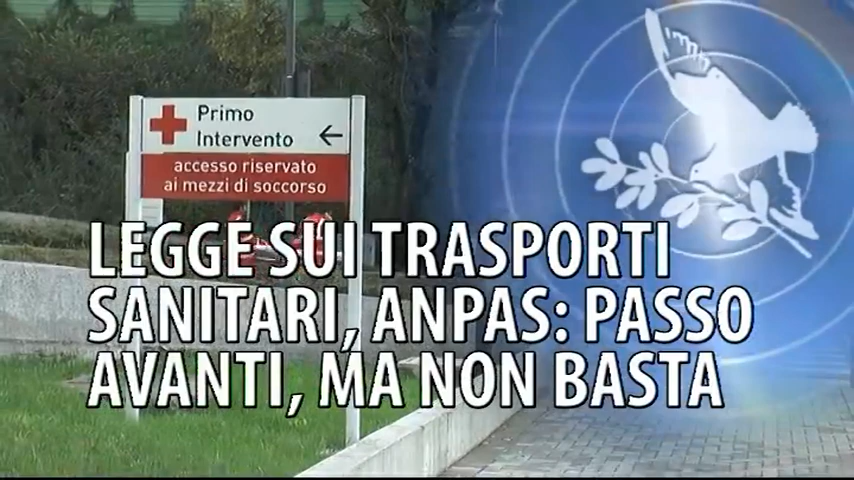 Primo
Intervento
accesso riservato
ai mezzi di soccorso
LEGGE SUI TRASPORTI
SANITARI, ANPAS: PASSO
AVANTI, MA NON BASTA